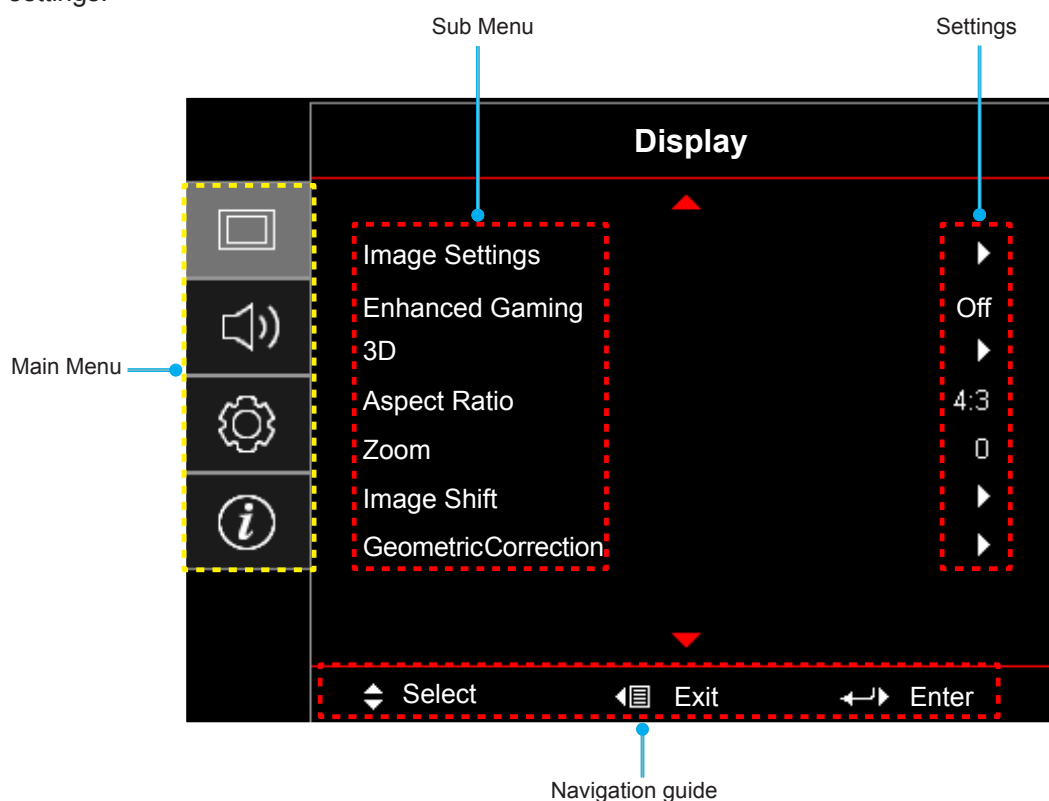 settings.
Sub Menu
Settings
Display
Image Settings
Enhanced Gaming
Off
3D
Main Menu
Aspect Ratio
4:3
Zoom
0
Image Shift
GeometricCorrection
Select
Exit
Enter
Navigation guide